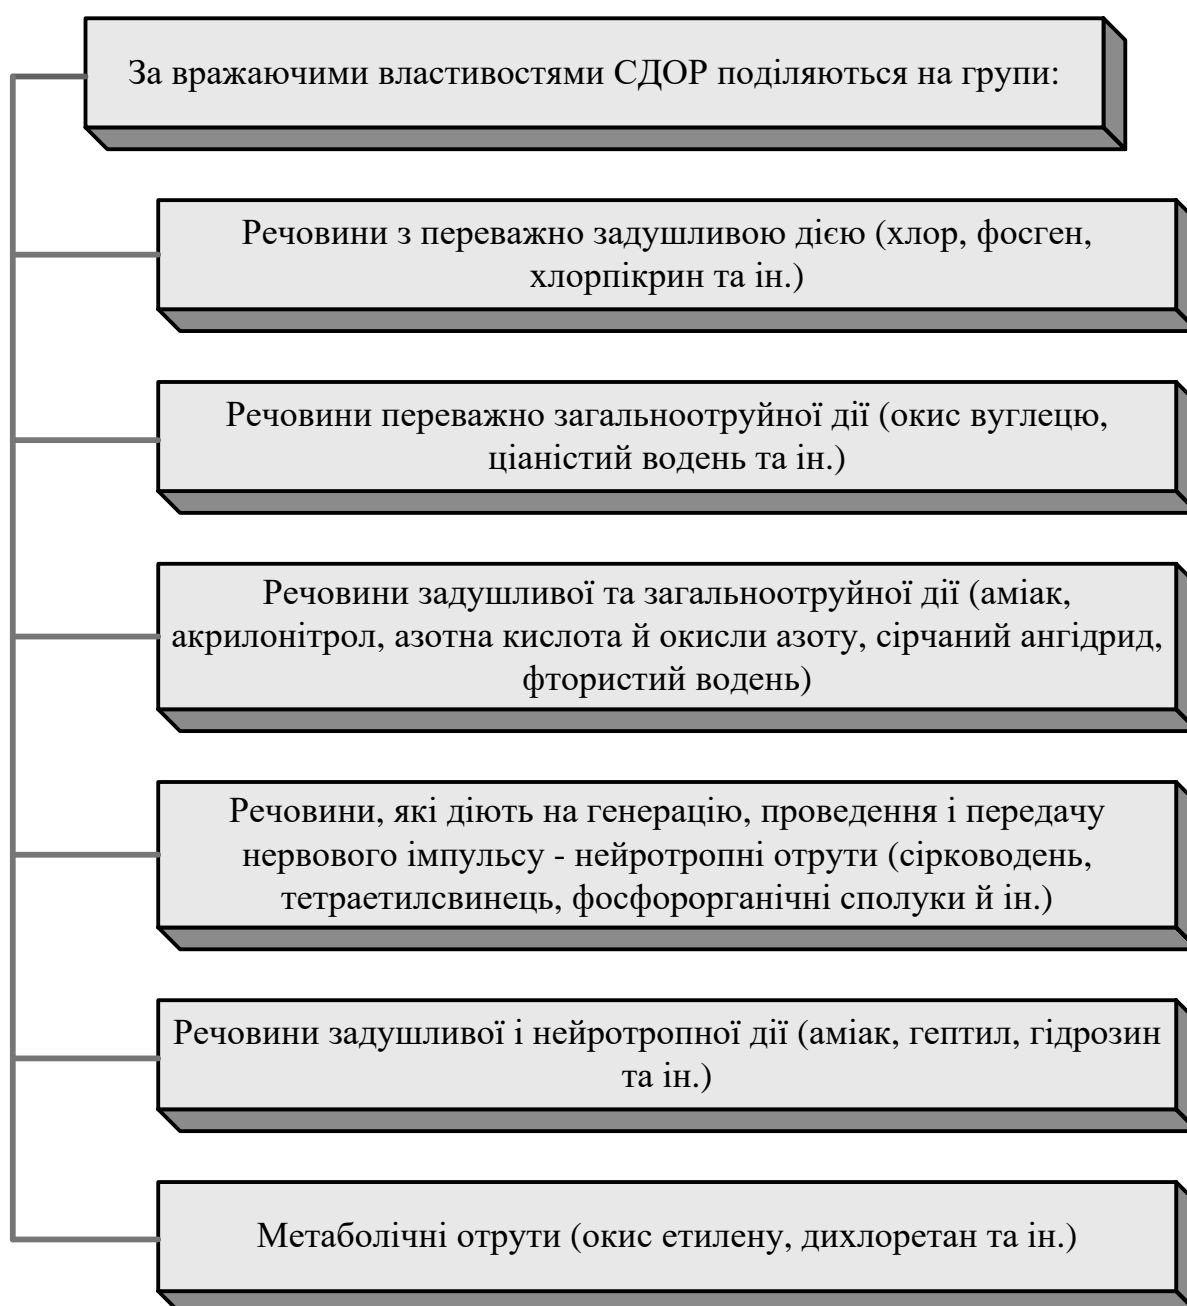 За вражаючими властивостями СДОР поділяються на групи:
Речовини з переважно задушливою дією (хлор, фосген,
хлорпікрин та ін.)
Речовини переважно загальноотруйної дії (окис вуглецю,
ціаністий водень та ін.)
Речовини задушливої та загальноотруйної дії (аміак,
акрилонітрол, азотна кислота й окисли азоту, сірчаний ангідрид,
фтористий водень)
Речовини, які діють на генерацію, проведення і передачу
нервового імпульсу - нейротропні отрути (сірководень,
тетраетилсвинець, фосфорорганічні сполуки й ін.)
Речовини задушливої і нейротропної дії (аміак, гептил, гідрозин
та ін.)
Метаболічні отрути (окис етилену, дихлоретан та ін.)